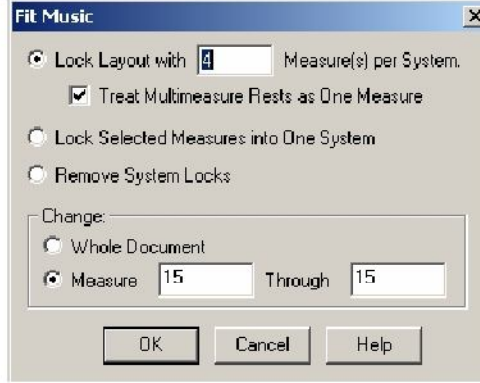 Fit Music
Lock Layout with 4 Measure(s) per System.
Treat Multimeasure Rests as One Measure
Lock Selected Measures into One System
Remove System Locks
Change:
Whole Document
Measure 15 Through 15
OK Cancel Help